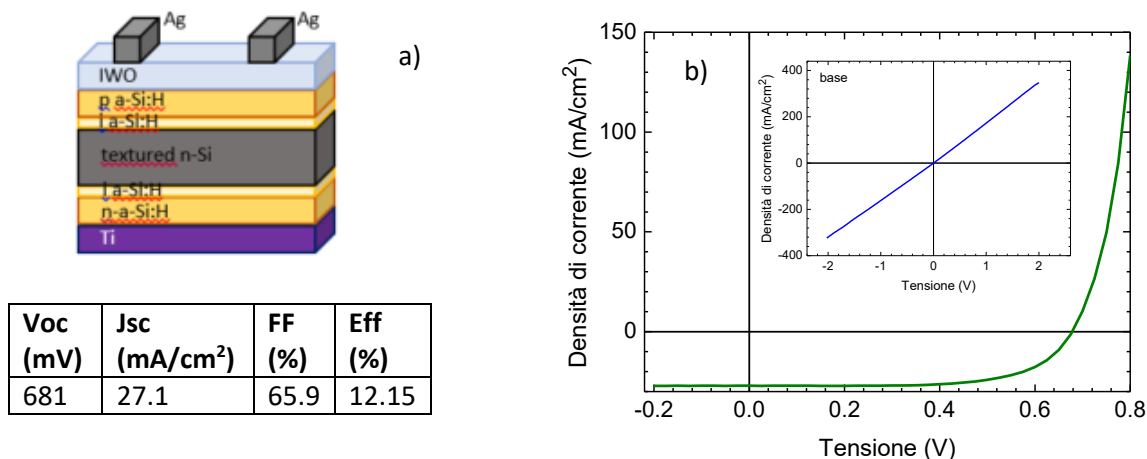 Ag Ag
a)
IWO
p a-Si:H
i a-Si:H
textured n-Si
I a-Si:H
n-a-Si:H
Ti
Voc (mV) Jsc (mA/cm²) FF (%) Eff (%)
681 27.1 65.9 12.15
b)
Densità di corrente (mA/cm²)
150
100
50
0
-0.2 0.0 0.2 0.4 0.6 0.8
Tensione (V)
base
Densità di corrente (mA/cm²)
400
200
0
-200
-400
-2 -1 0 1 2
Tensione (V)